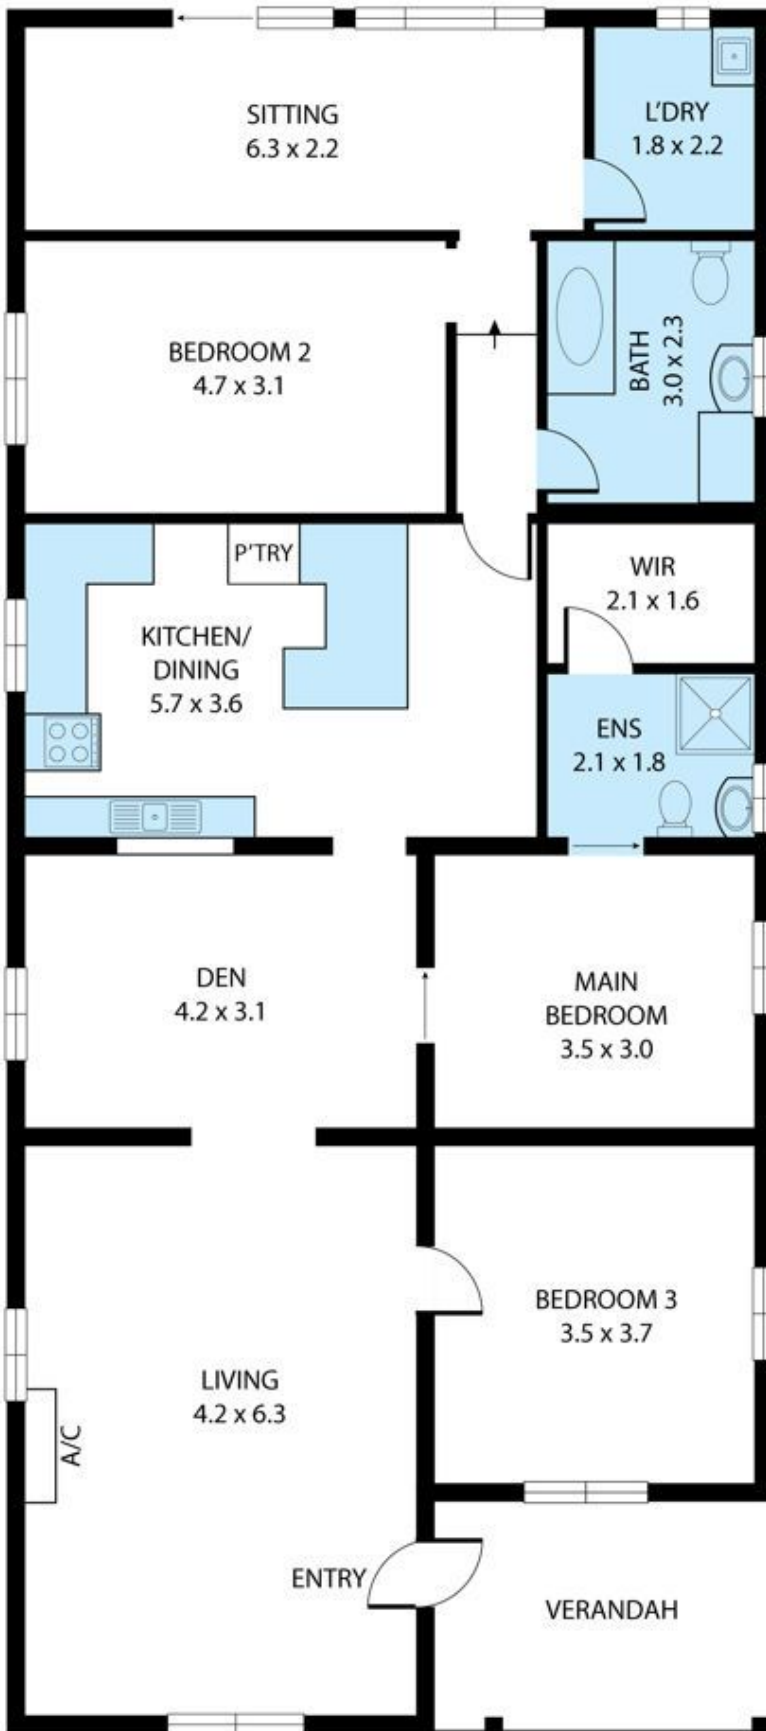 SITTING
6.3 x 2.2
L'DRY
1.8 x 2.2
BEDROOM 2
4.7 x 3.1
BATH
3.0 x 2.3
P'TRY
KITCHEN/
DINING
5.7 x 3.6
WIR
2.1 x 1.6
ENS
2.1 x 1.8
DEN
4.2 x 3.1
MAIN
BEDROOM
3.5 x 3.0
BEDROOM 3
3.5 x 3.7
LIVING
4.2 x 6.3
A/C
ENTRY
VERANDAH